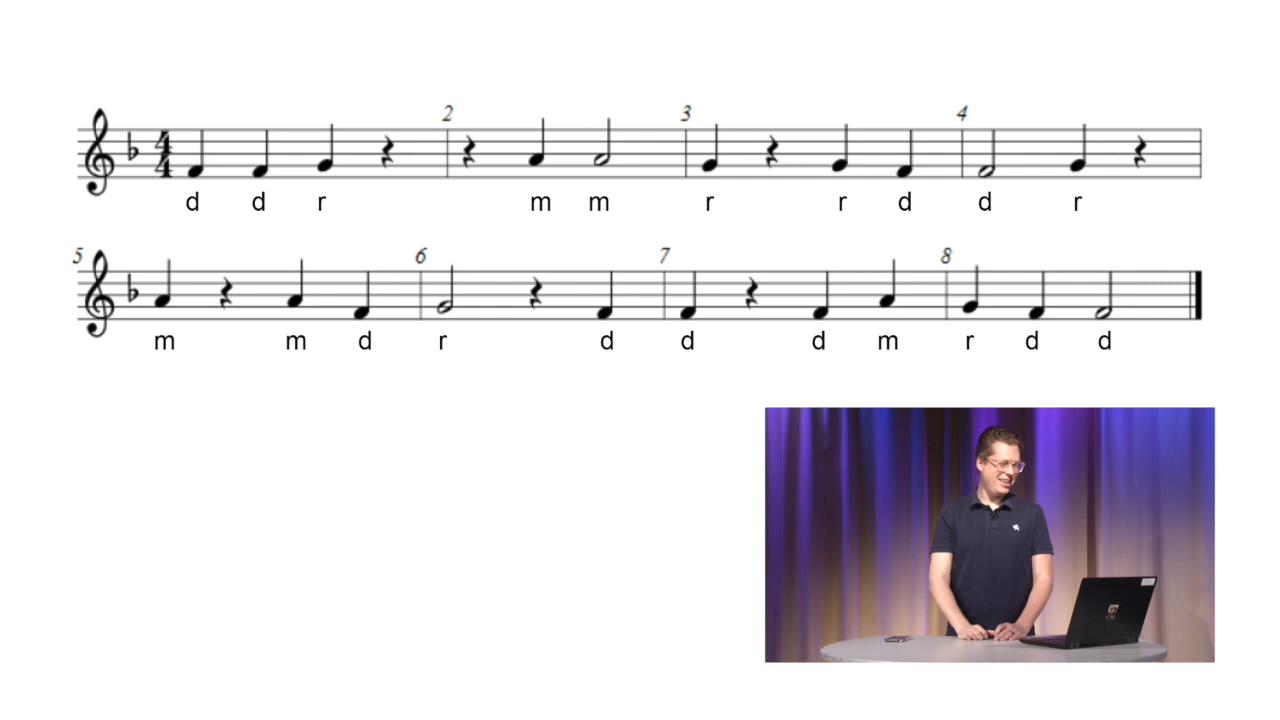 2 3 4
4
4
d d r m m r r d d r
5 6 7 8
m m d r d d d m r d d